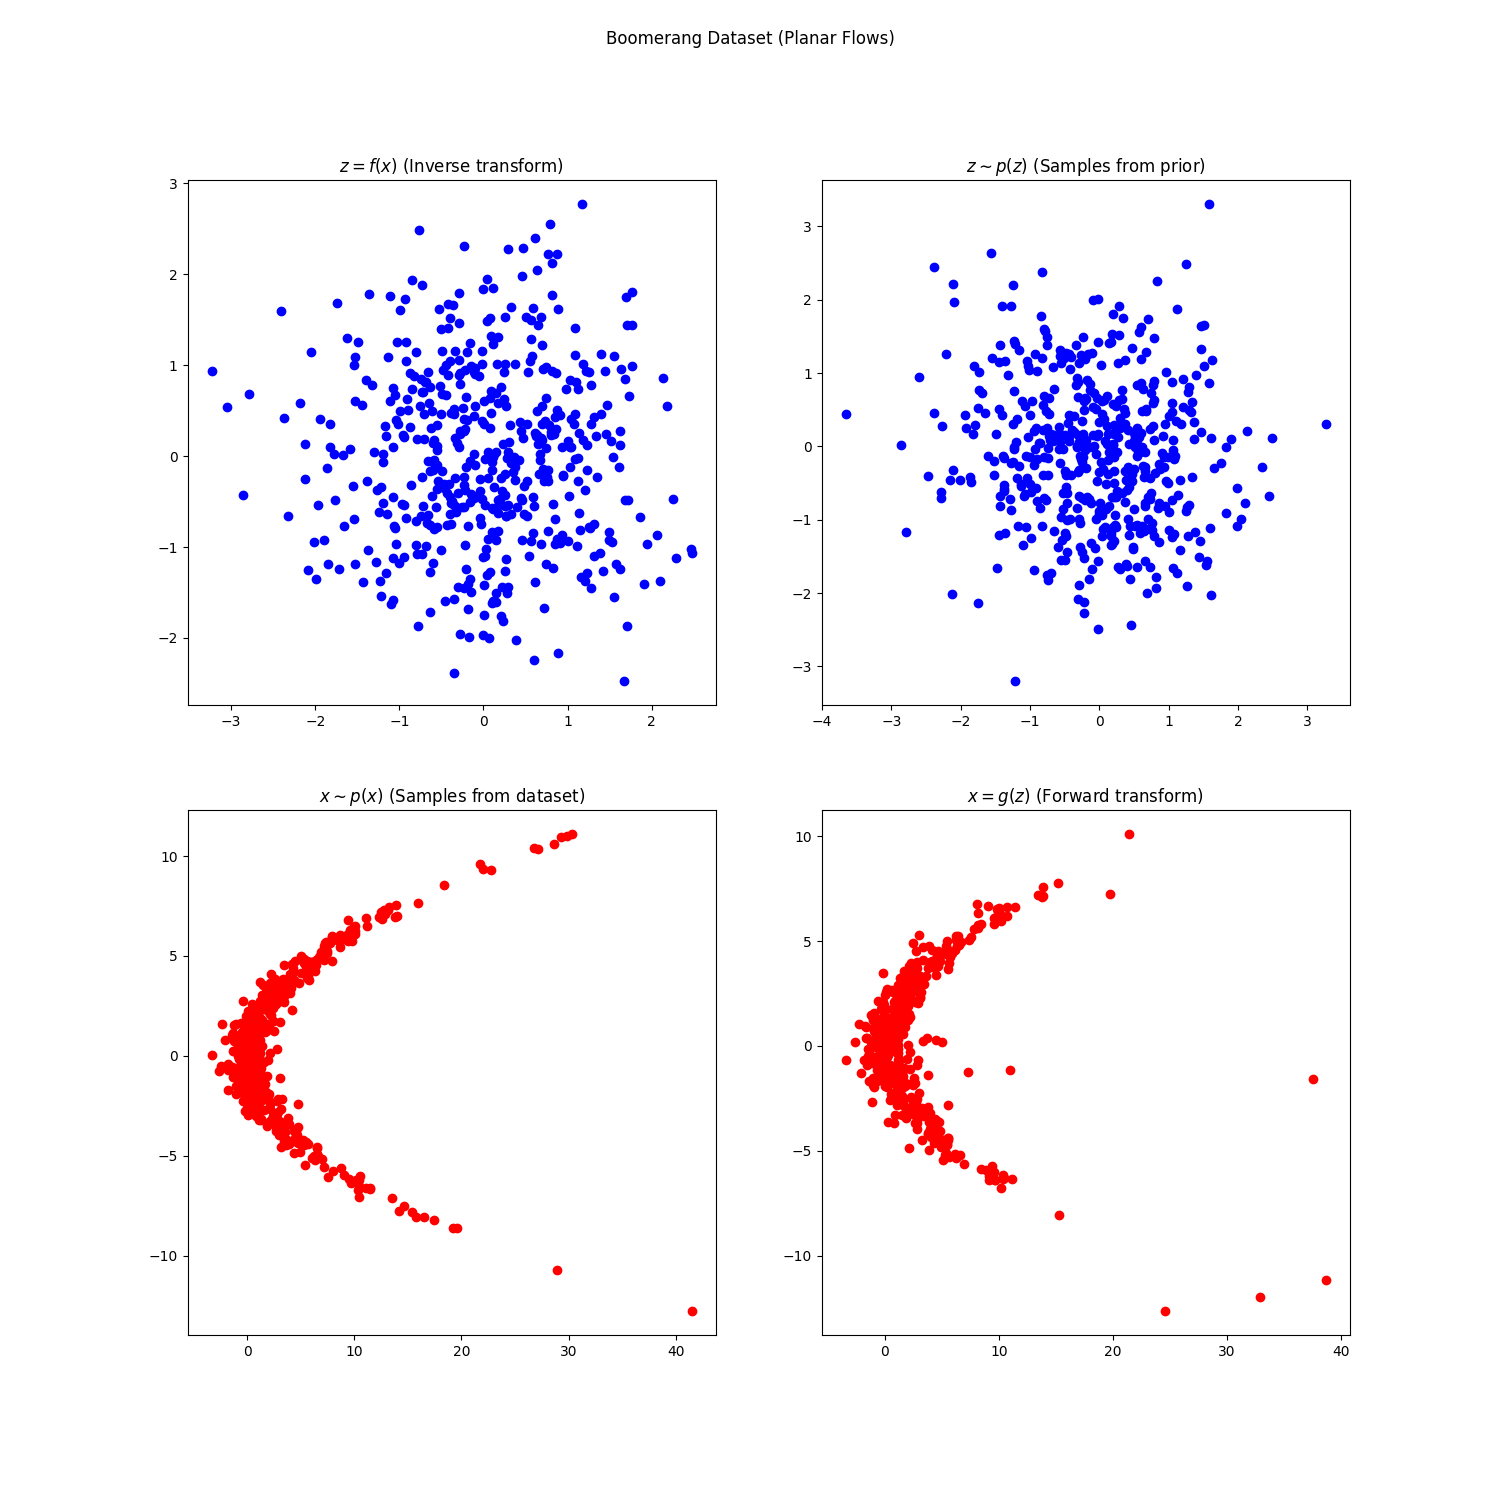 Boomerang Dataset (Planar Flows)
z = f(x) (Inverse transform)
z ~ p(z) (Samples from prior)
3
2
1
0
−1
−2
−3 −2 −1 0 1 2
3
2
1
0
−1
−2
−3
−4 −3 −2 −1 0 1 2 3
x ~ p(x) (Samples from dataset)
x = g(z) (Forward transform)
10
5
0
−5
−10
0 10 20 30 40
10
5
0
−5
−10
0 10 20 30 40